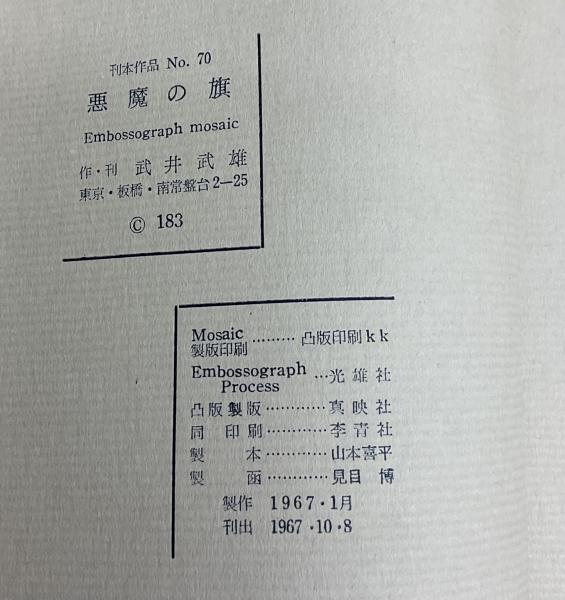 刊本作品 No. 70
悪魔の旗
Embossograph mosaic
作・刊 武井武雄
東京・板橋・南常盤台2—25
© 183
Mosaic
製版印刷 ……… 凸版印刷kk
Embossograph
Process …光雄社
凸版製版…………真映社
同印刷…………李青社
製本…………山本喜平
製函…………見目 博
製作 1967・1月
刊出 1967・10・8